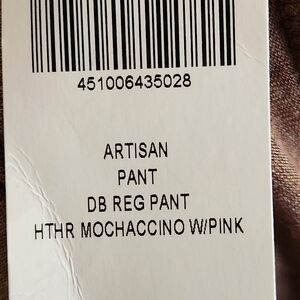 451006435028
ARTISAN
PANT
DB REG PANT
HTHR MOCHACCINO W/PINK